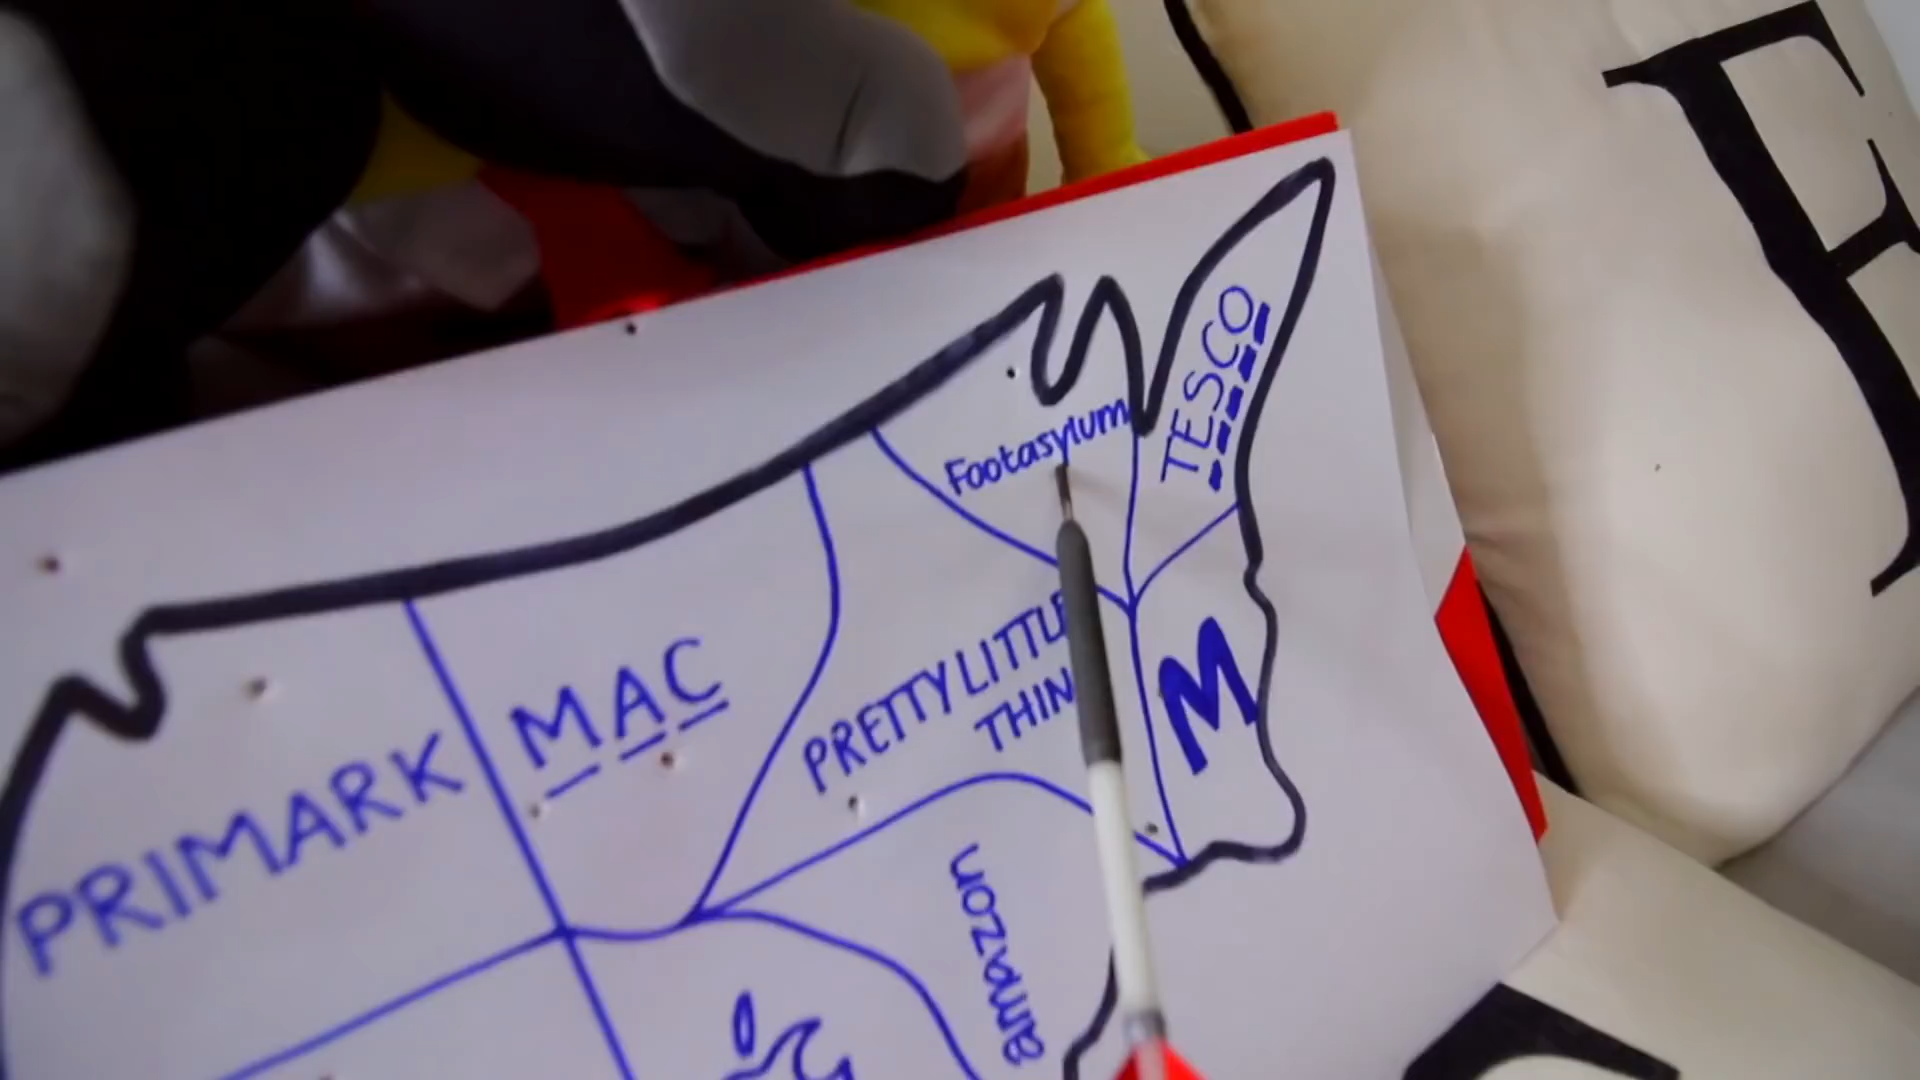 Footasylum
TESCO
PRETTY LITTLE
THIN
M
MAC
PRIMARK
amazon
E